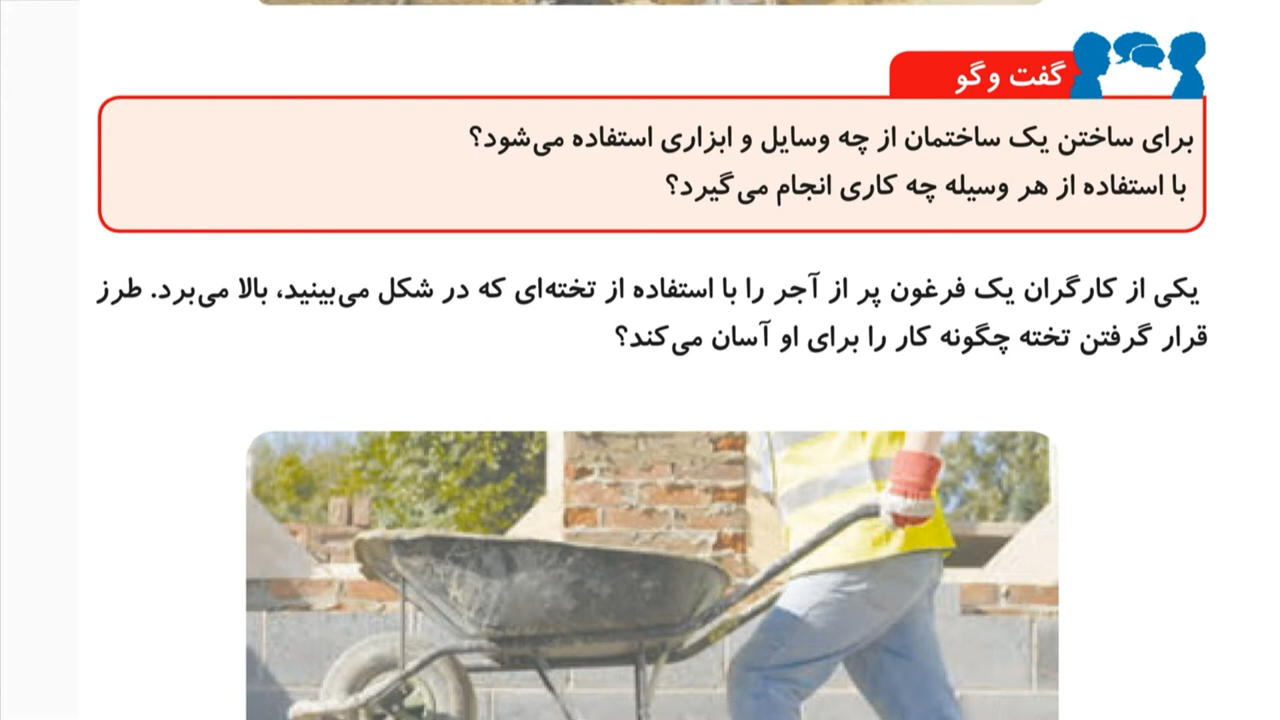 گفت وگو
برای ساختن یک ساختمان از چه وسایل و ابزاری استفاده می‌شود؟
با استفاده از هر وسیله چه کاری انجام می‌گیرد؟
یکی از کارگران یک فرغون پر از آجر را با استفاده از تخته‌ای که در شکل می‌بینید، بالا می‌برد. طرز
قرار گرفتن تخته چگونه کار را برای او آسان می‌کند؟